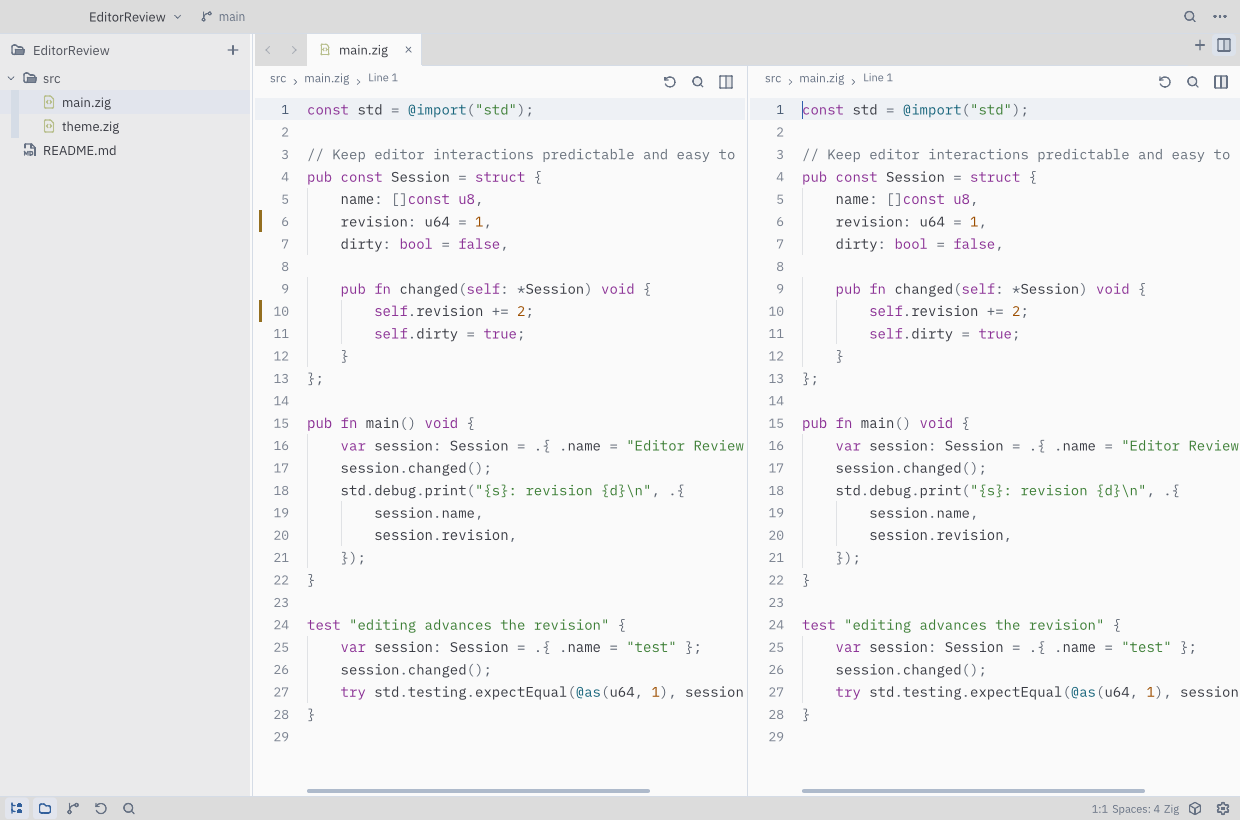 EditorReview main
EditorReview
src
main.zig
theme.zig
README.md
main.zig
src main.zig Line 1
1 const std = @import("std");
2
3 // Keep editor interactions predictable and easy to
4 pub const Session = struct {
5 name: []const u8,
6 revision: u64 = 1,
7 dirty: bool = false,
8
9 pub fn changed(self: *Session) void {
10 self.revision += 2;
11 self.dirty = true;
12 }
13 };
14
15 pub fn main() void {
16 var session: Session = .{ .name = "Editor Review
17 session.changed();
18 std.debug.print("{s}: revision {d}\n", .{
19 session.name,
20 session.revision,
21 });
22 }
23
24 test "editing advances the revision" {
25 var session: Session = .{ .name = "test" };
26 session.changed();
27 try std.testing.expectEqual(@as(u64, 1), session
28 }
29
src main.zig Line 1
1 const std = @import("std");
2
3 // Keep editor interactions predictable and easy to
4 pub const Session = struct {
5 name: []const u8,
6 revision: u64 = 1,
7 dirty: bool = false,
8
9 pub fn changed(self: *Session) void {
10 self.revision += 2;
11 self.dirty = true;
12 }
13 };
14
15 pub fn main() void {
16 var session: Session = .{ .name = "Editor Review
17 session.changed();
18 std.debug.print("{s}: revision {d}\n", .{
19 session.name,
20 session.revision,
21 });
22 }
23
24 test "editing advances the revision" {
25 var session: Session = .{ .name = "test" };
26 session.changed();
27 try std.testing.expectEqual(@as(u64, 1), session
28 }
29
1:1 Spaces: 4 Zig